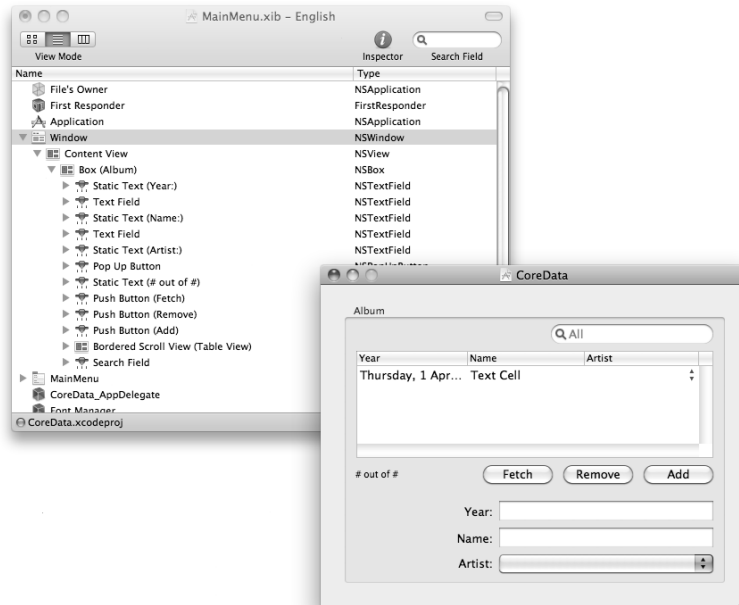 MainMenu.xib – English
View Mode
Inspector
Search Field
Name
Type
File's Owner
NSApplication
First Responder
FirstResponder
Application
NSApplication
Window
NSWindow
Content View
NSView
Box (Album)
NSBox
Static Text (Year:)
NSTextField
Text Field
NSTextField
Static Text (Name:)
NSTextField
Text Field
NSTextField
Static Text (Artist:)
NSTextField
Pop Up Button
NSPopUpButton
Static Text (# out of #)
Push Button (Fetch)
Push Button (Remove)
Push Button (Add)
Bordered Scroll View (Table View)
Search Field
MainMenu
CoreData_AppDelegate
Font Manager
CoreData.xcodeproj
CoreData
Album
All
Year
Name
Artist
Thursday, 1 Apr...
Text Cell
# out of #
Fetch
Remove
Add
Year:
Name:
Artist: